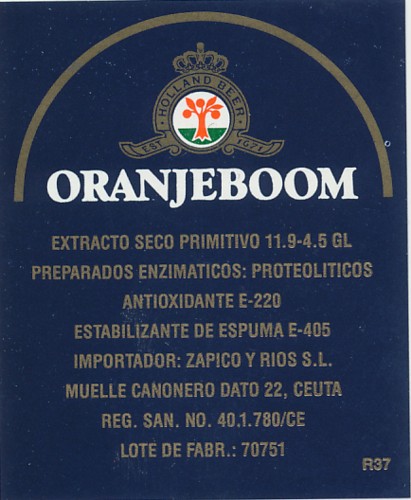 HOLLAND BEER
EST 1671
ORANJEBOOM
EXTRACTO SECO PRIMITIVO 11.9-4.5 GL
PREPARADOS ENZIMATICOS: PROTEOLITICOS
ANTIOXIDANTE E-220
ESTABILIZANTE DE ESPUMA E-405
IMPORTADOR: ZAPICO Y RIOS S.L.
MUELLE CANONERO DATO 22, CEUTA
REG. SAN. NO. 40.1.780/CE
LOTE DE FABR.: 70751
R37